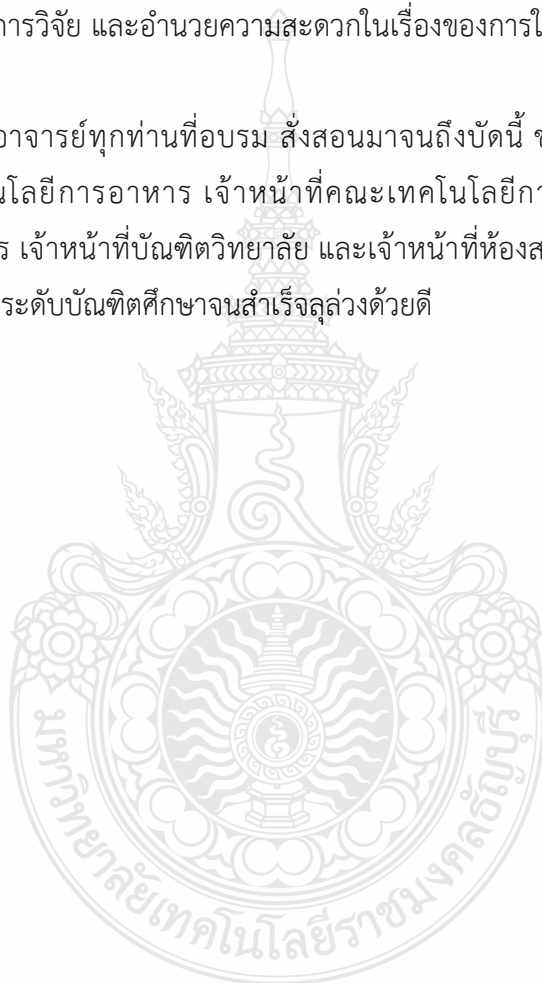 การวิจัย และอำนวยความสะดวกในเรื่องของการใ
อาจารย์ทุกท่านที่อบรม สั่งสอนมาจนถึงบัดนี้ ข
นโลยีการอาหาร เจ้าหน้าที่คณะเทคโนโลยีกา
ร เจ้าหน้าที่บัณฑิตวิทยาลัย และเจ้าหน้าที่ห้องส
ระดับบัณฑิตศึกษาจนสำเร็จลุล่วงด้วยดี
มหาวิทยาลัยเทคโนโลยีราชมงคลธัญบุรี